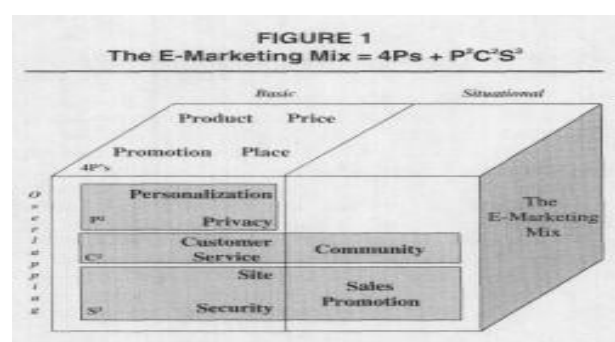 FIGURE 1
The E-Marketing Mix = 4Ps + P²C²S³
Basic Situational
Product Price
Promotion Place
4P's
Overlapping
Personalization
P² Privacy
Customer
C² Service
Community
Site
S² Security
Sales
Promotion
The
E-Marketing
Mix